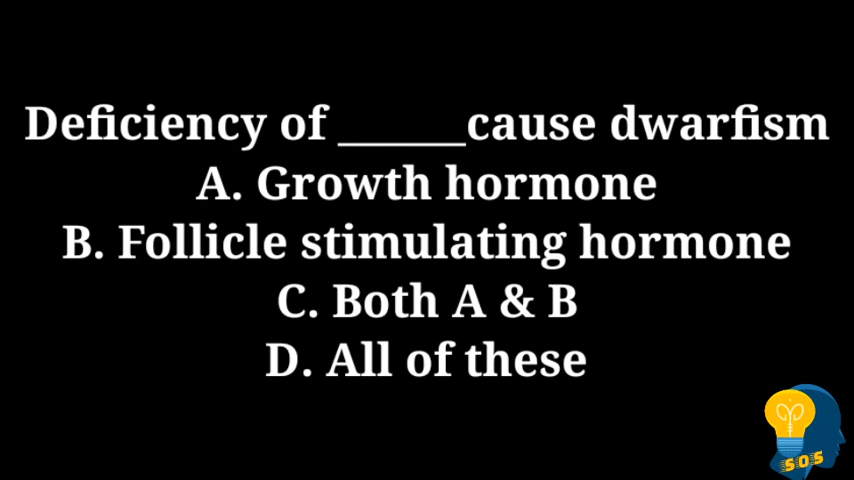 Deficiency of ______cause dwarfism
A. Growth hormone
B. Follicle stimulating hormone
C. Both A & B
D. All of these
SOS